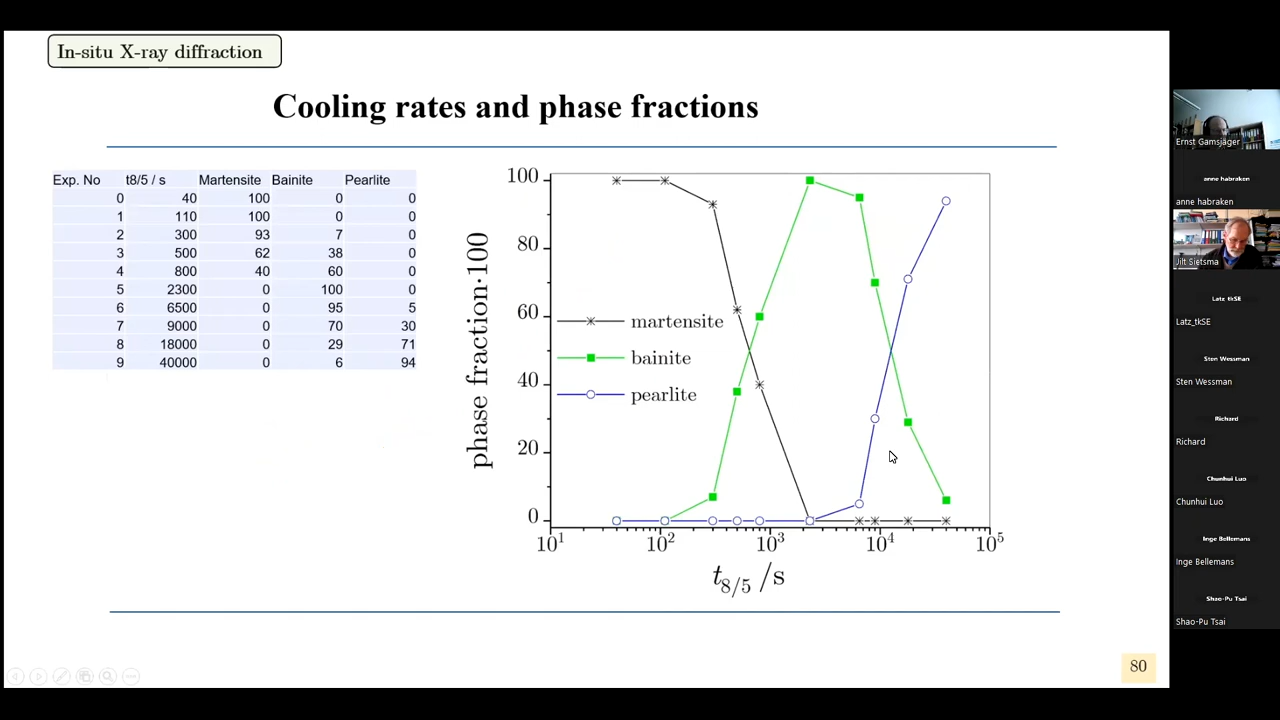 In-situ X-ray diffraction
Cooling rates and phase fractions
Exp. No t8/5 / s Martensite Bainite Pearlite
0 40 100 0 0
1 110 100 0 0
2 300 93 7 0
3 500 62 38 0
4 800 40 60 0
5 2300 0 100 0
6 6500 0 95 5
7 9000 0 70 30
8 18000 0 29 71
9 40000 0 6 94
phase fraction·100
100
80
60
40
20
0
martensite
bainite
pearlite
10¹ 10² 10³ 10⁴ 10⁵
t8/5 /s
80
Ernst Gamsjäger
anne habraken
anne habraken
Jilt Sietsma
Latz_tkSE
Latz_tkSE
Sten Wessman
Sten Wessman
Richard
Richard
Chunhui Luo
Chunhui Luo
Inge Bellemans
Inge Bellemans
Shao-Pu Tsai
Shao-Pu Tsai